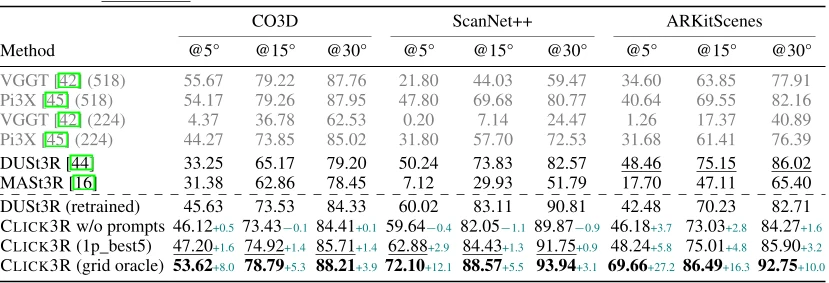 CO3D ScanNet++ ARKitScenes
Method @5° @15° @30° @5° @15° @30° @5° @15° @30°
VGGT [42] (518) 55.67 79.22 87.76 21.80 44.03 59.47 34.60 63.85 77.91
Pi3X [45] (518) 54.17 79.26 87.95 47.80 69.68 80.77 40.64 69.55 82.16
VGGT [42] (224) 4.37 36.78 62.53 0.20 7.14 24.47 1.26 17.37 40.89
Pi3X [45] (224) 44.27 73.85 85.02 31.80 57.70 72.53 31.68 61.41 76.39
DUSt3R [44] 33.25 65.17 79.20 50.24 73.83 82.57 48.46 75.15 86.02
MASt3R [16] 31.38 62.86 78.45 7.12 29.93 51.79 17.70 47.11 65.40
DUSt3R (retrained) 45.63 73.53 84.33 60.02 83.11 90.81 42.48 70.23 82.71
CLICK3R w/o prompts 46.12+0.5 73.43−0.1 84.41+0.1 59.64−0.4 82.05−1.1 89.87−0.9 46.18+3.7 73.03+2.8 84.27+1.6
CLICK3R (1p_best5) 47.20+1.6 74.92+1.4 85.71+1.4 62.88+2.9 84.43+1.3 91.75+0.9 48.24+5.8 75.01+4.8 85.90+3.2
CLICK3R (grid oracle) 53.62+8.0 78.79+5.3 88.21+3.9 72.10+12.1 88.57+5.5 93.94+3.1 69.66+27.2 86.49+16.3 92.75+10.0